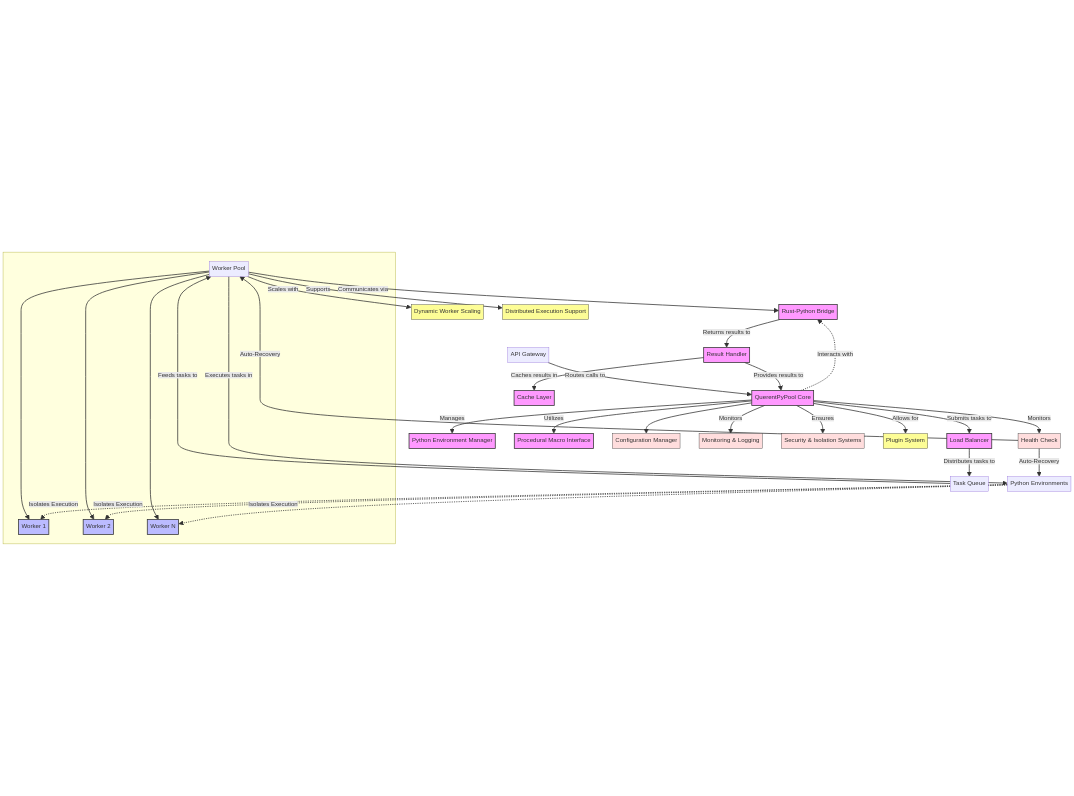 Worker Pool
Scales with
Supports
Communicates via
Dynamic Worker Scaling
Distributed Execution Support
Rust-Python Bridge
Returns results to
Auto-Recovery
API Gateway
Result Handler
Interacts with
Feeds tasks to
Executes tasks in
Caches results in
Routes calls to
Provides results to
Cache Layer
QuerentPyPool Core
Manages
Utilizes
Monitors
Ensures
Allows for
Submits tasks to
Monitors
Python Environment Manager
Procedural Macro Interface
Configuration Manager
Monitoring & Logging
Security & Isolation Systems
Plugin System
Load Balancer
Health Check
Distributes tasks to
Auto-Recovery
Task Queue
Python Environments
Isolates Execution
Isolates Execution
Isolates Execution
Worker 1
Worker 2
Worker N